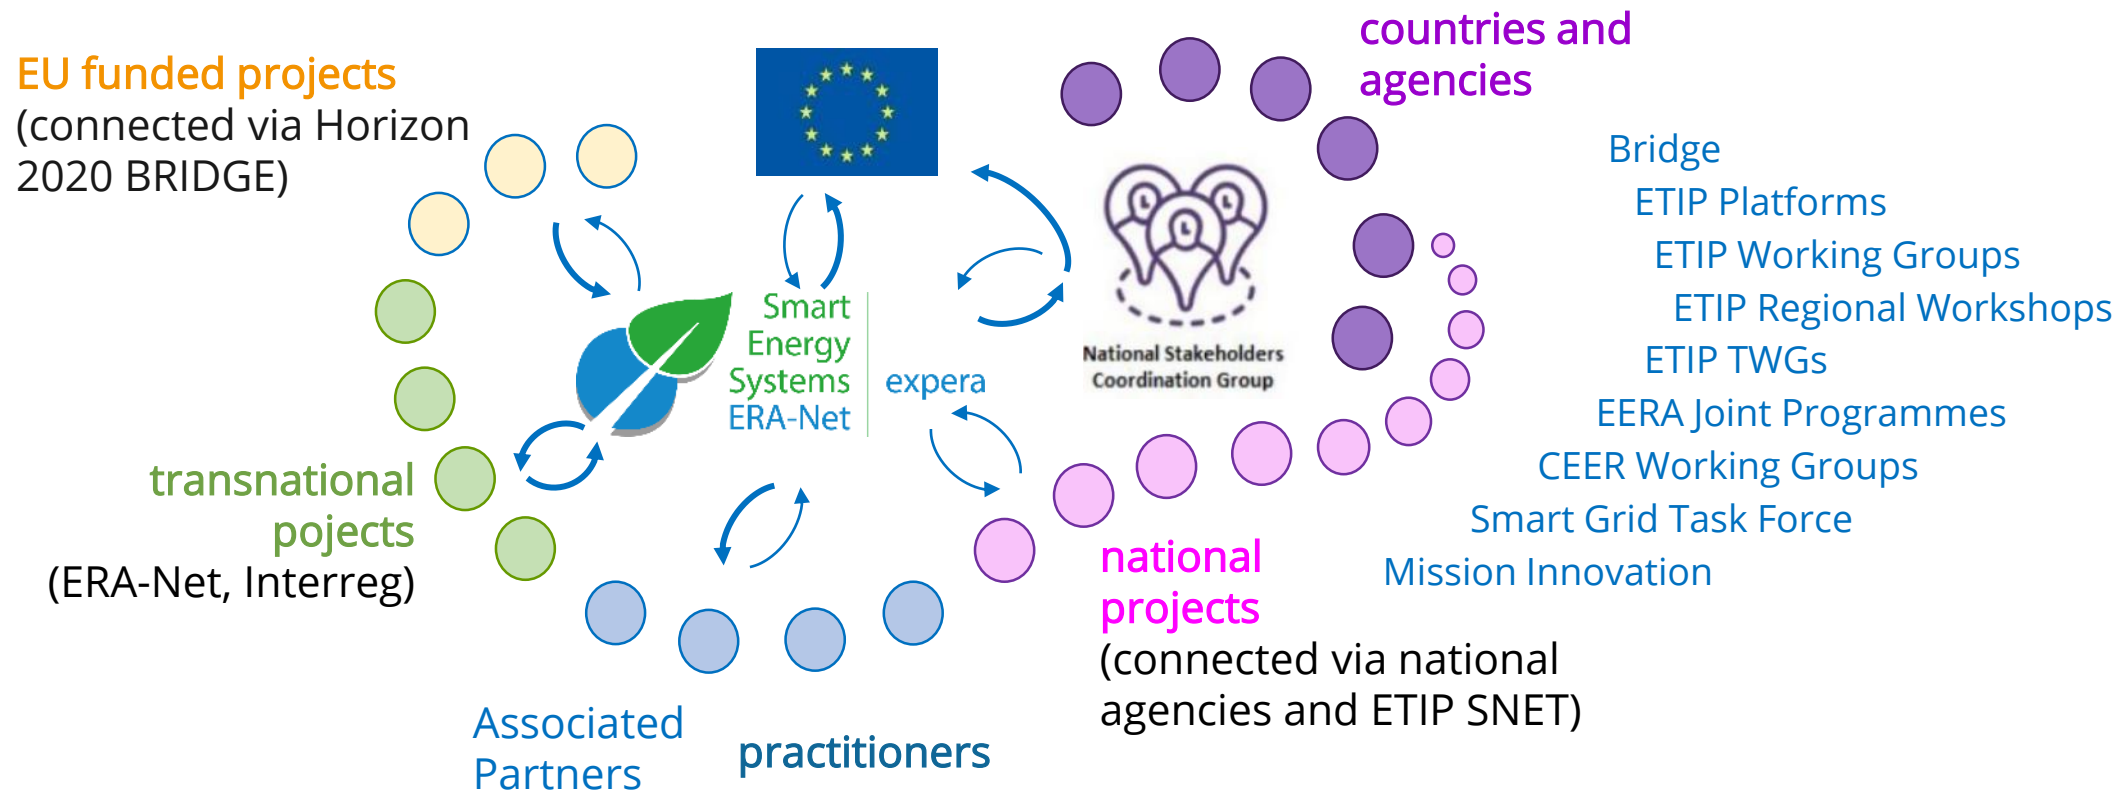 EU funded projects
(connected via Horizon
2020 BRIDGE)
countries and
agencies
Bridge
ETIP Platforms
ETIP Working Groups
ETIP Regional Workshops
ETIP TWGs
EERA Joint Programmes
CEER Working Groups
Smart Grid Task Force
Mission Innovation
Smart
Energy
Systems
ERA-Net
expera
National Stakeholders
Coordination Group
transnational
pojects
(ERA-Net, Interreg)
national
projects
(connected via national
agencies and ETIP SNET)
Associated
Partners
practitioners